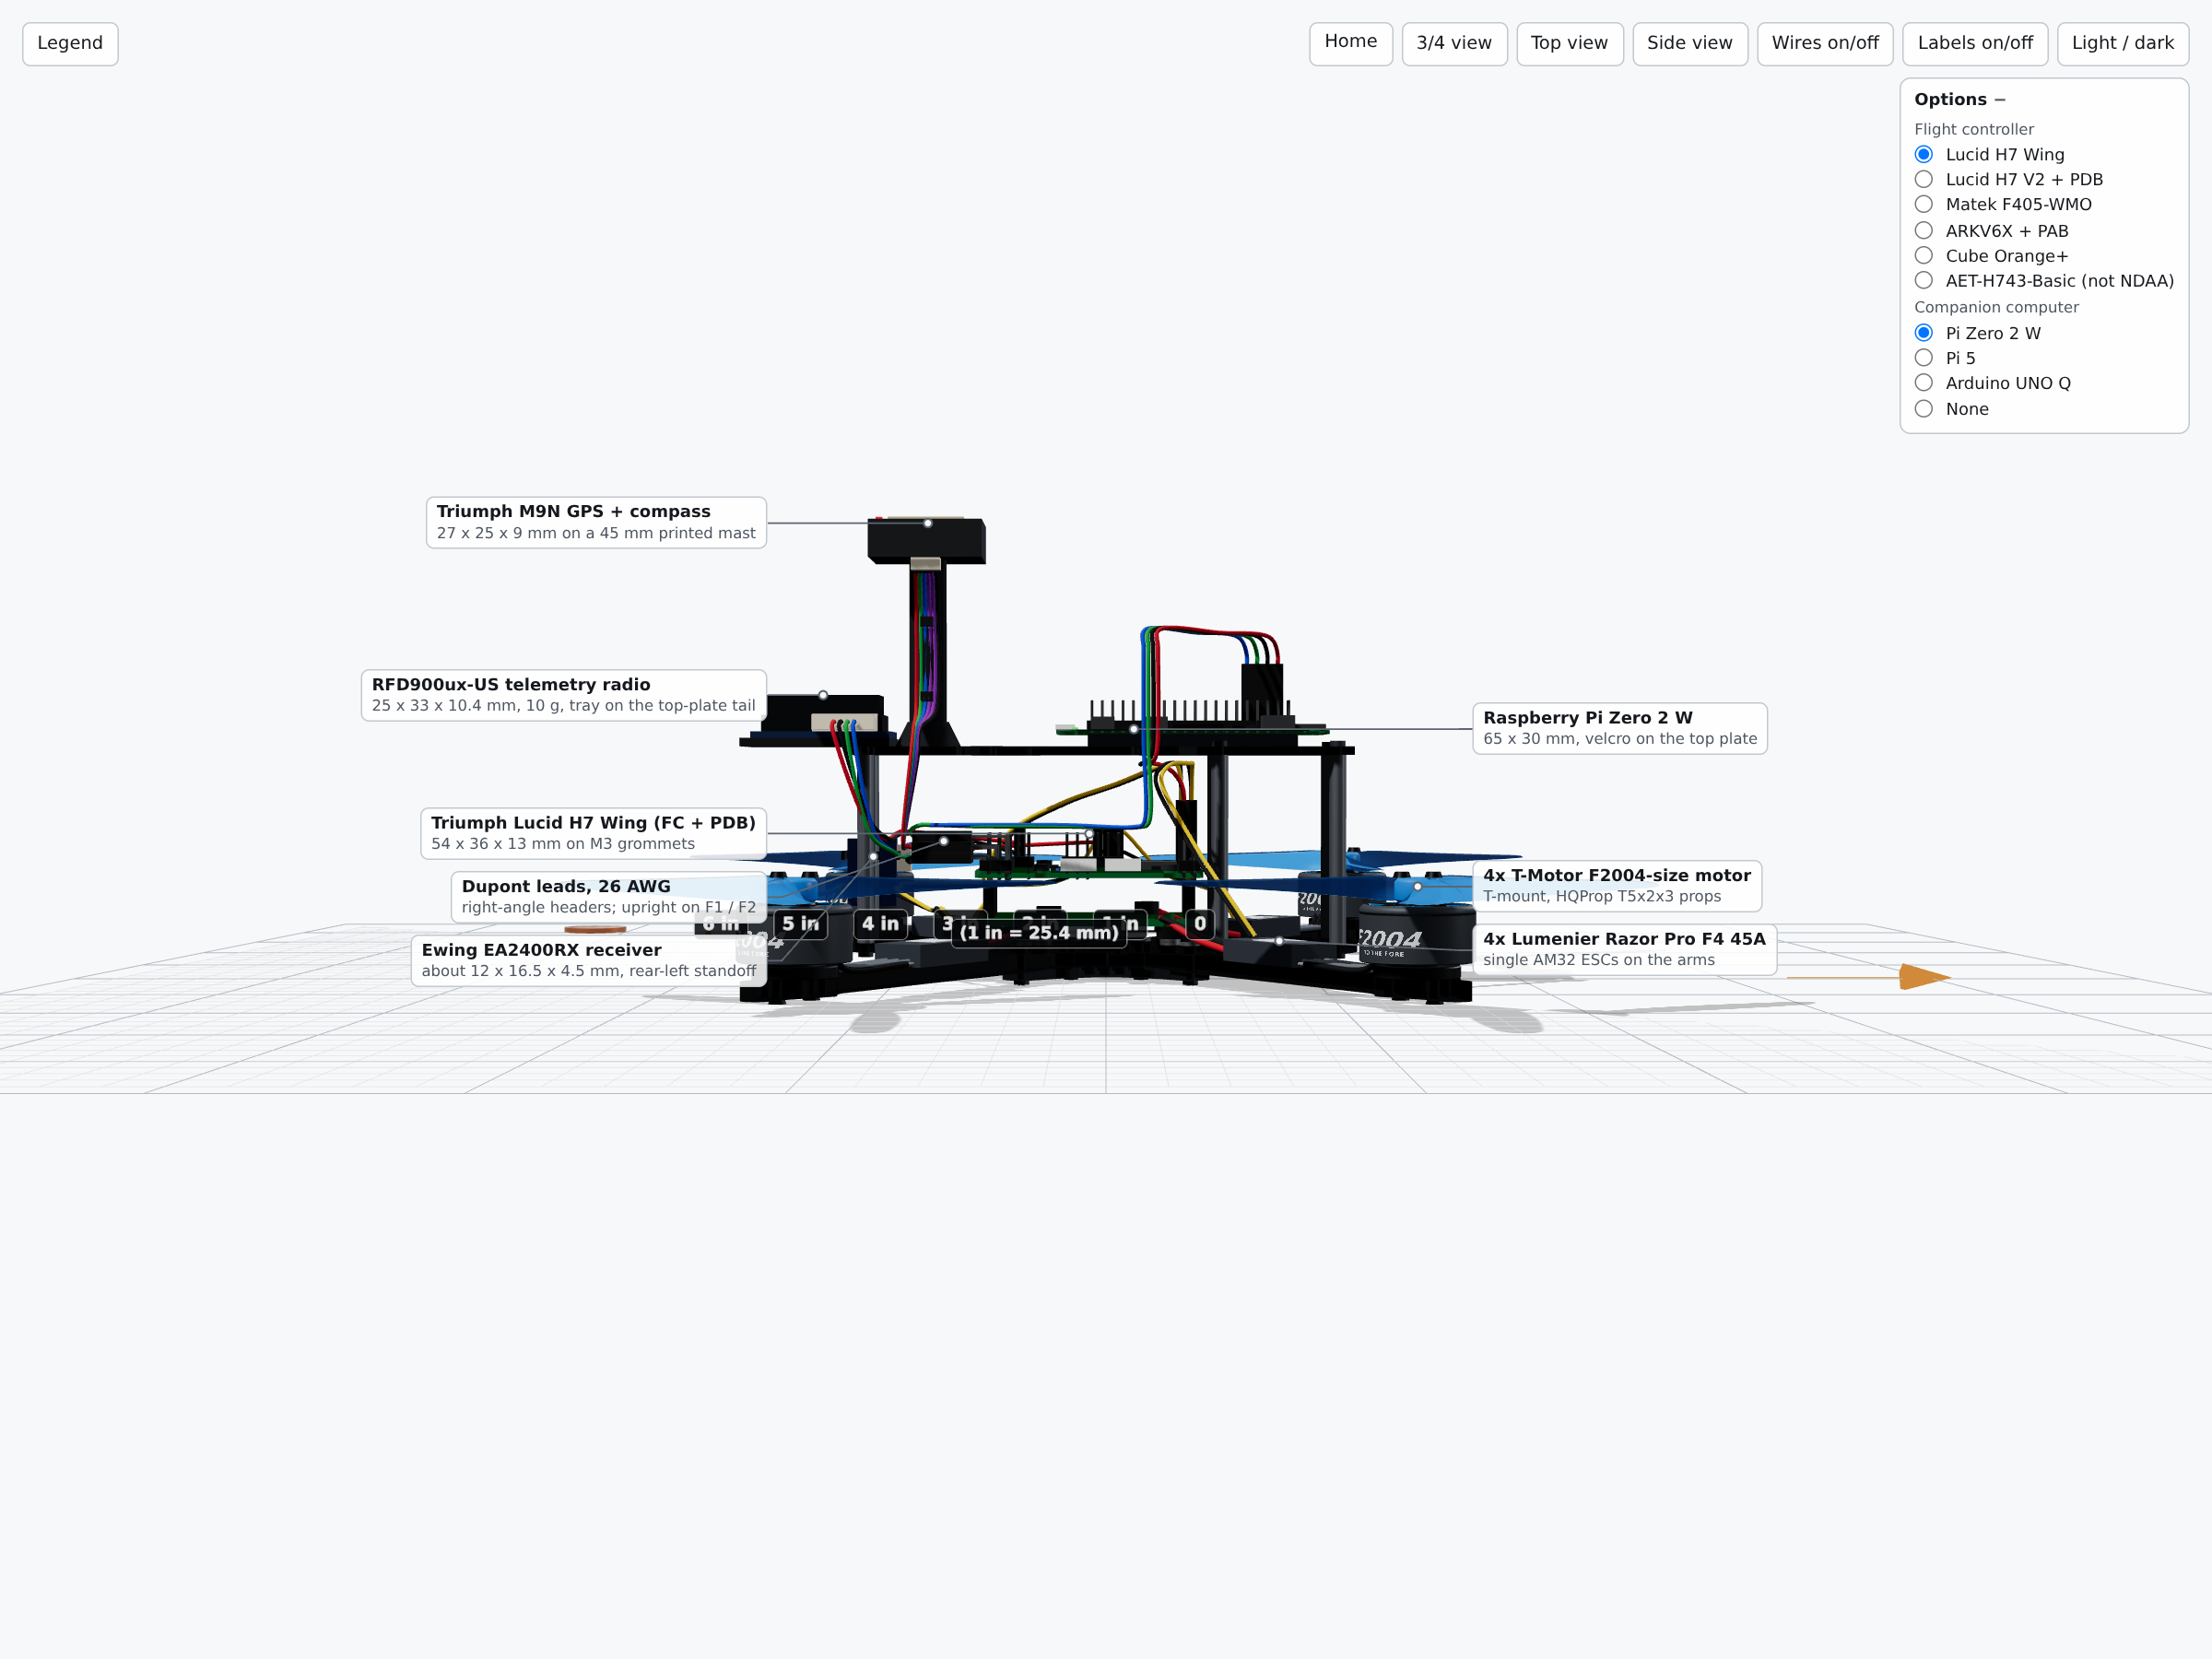 Legend
Home
3/4 view
Top view
Side view
Wires on/off
Labels on/off
Light / dark
Options −
Flight controller
Lucid H7 Wing
Lucid H7 V2 + PDB
Matek F405-WMO
ARKV6X + PAB
Cube Orange+
AET-H743-Basic (not NDAA)
Companion computer
Pi Zero 2 W
Pi 5
Arduino UNO Q
None
Triumph M9N GPS + compass
27 x 25 x 9 mm on a 45 mm printed mast
RFD900ux-US telemetry radio
25 x 33 x 10.4 mm, 10 g, tray on the top-plate tail
Raspberry Pi Zero 2 W
65 x 30 mm, velcro on the top plate
Triumph Lucid H7 Wing (FC + PDB)
54 x 36 x 13 mm on M3 grommets
Dupont leads, 26 AWG
right-angle headers; upright on F1 / F2
4x T-Motor F2004-size motor
T-mount, HQProp T5x2x3 props
Ewing EA2400RX receiver
about 12 x 16.5 x 4.5 mm, rear-left standoff
4x Lumenier Razor Pro F4 45A
single AM32 ESCs on the arms
6 in
5 in
4 in
0
(1 in = 25.4 mm)
2004